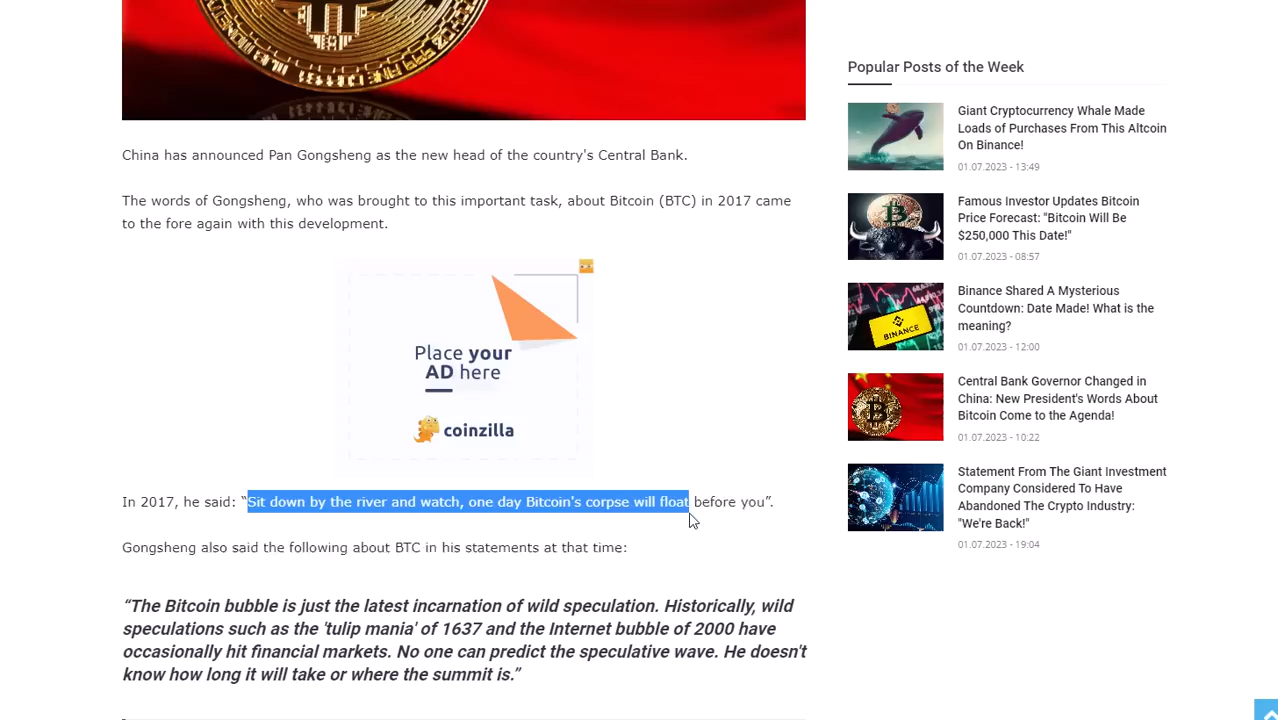 China has announced Pan Gongsheng as the new head of the country's Central Bank.
The words of Gongsheng, who was brought to this important task, about Bitcoin (BTC) in 2017 came
to the fore again with this development.
Place your
AD here
coinzilla
In 2017, he said: “Sit down by the river and watch, one day Bitcoin's corpse will float before you”.
Gongsheng also said the following about BTC in his statements at that time:
“The Bitcoin bubble is just the latest incarnation of wild speculation. Historically, wild
speculations such as the 'tulip mania' of 1637 and the Internet bubble of 2000 have
occasionally hit financial markets. No one can predict the speculative wave. He doesn't
know how long it will take or where the summit is.”
Popular Posts of the Week
Giant Cryptocurrency Whale Made
Loads of Purchases From This Altcoin
On Binance!
01.07.2023 - 13:49
Famous Investor Updates Bitcoin
Price Forecast: "Bitcoin Will Be
$250,000 This Date!"
01.07.2023 - 08:57
BINANCE
Binance Shared A Mysterious
Countdown: Date Made! What is the
meaning?
01.07.2023 - 12:00
Central Bank Governor Changed in
China: New President's Words About
Bitcoin Come to the Agenda!
01.07.2023 - 10:22
Statement From The Giant Investment
Company Considered To Have
Abandoned The Crypto Industry:
"We're Back!"
01.07.2023 - 19:04